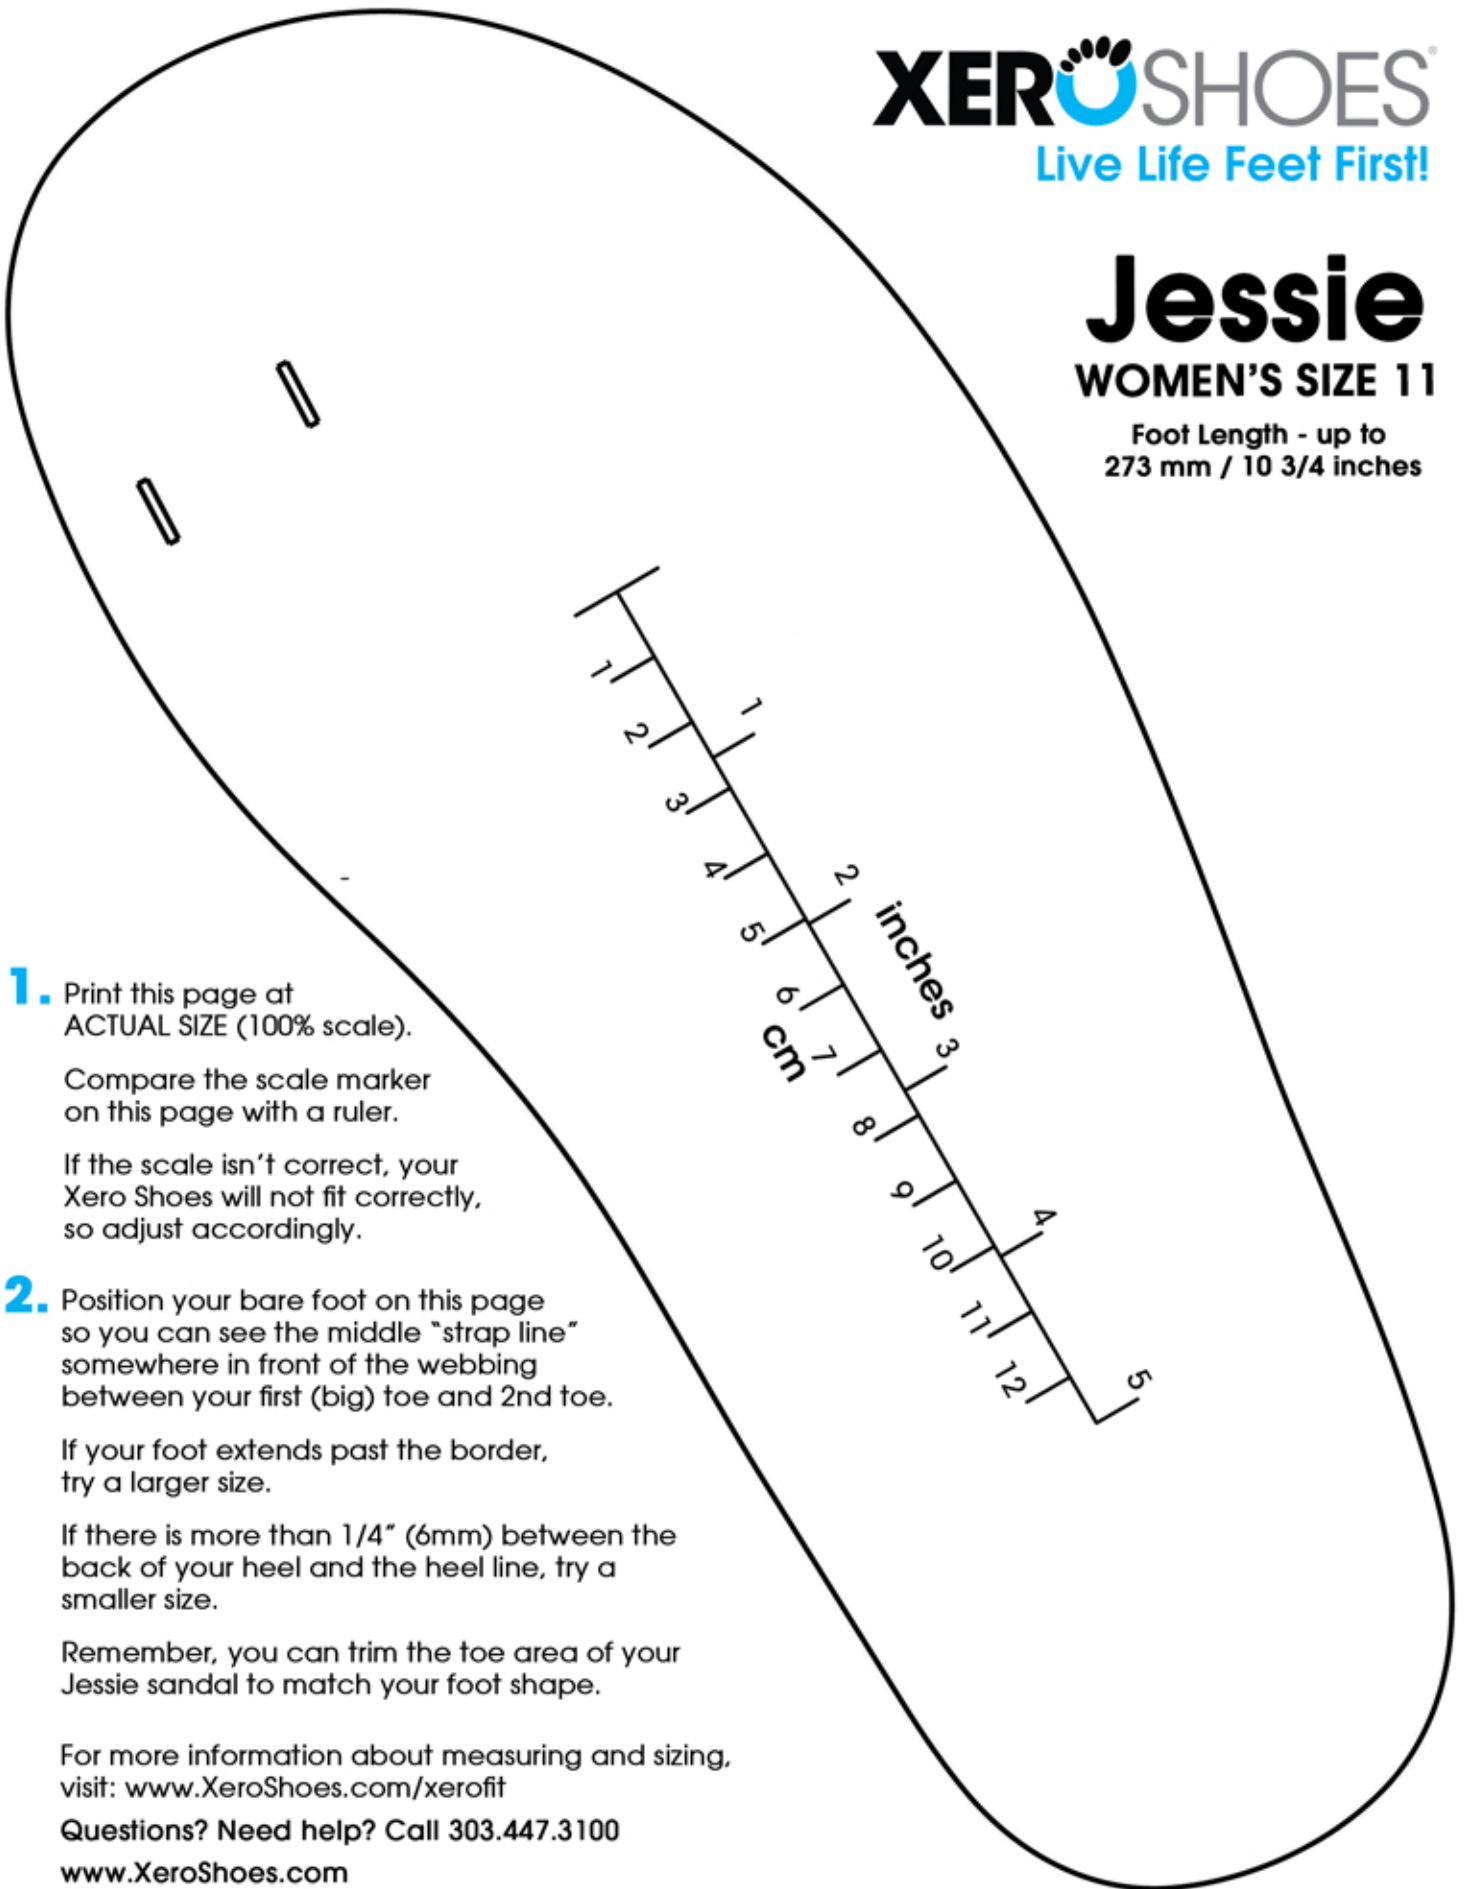 XEROSHOES®
Live Life Feet First!
Jessie
WOMEN'S SIZE 11
Foot Length - up to
273 mm / 10 3/4 inches
1
2
3
4
5
6
7
8
9
10
11
12
cm
1
2
3
4
5
inches
1. Print this page at
ACTUAL SIZE (100% scale).
Compare the scale marker
on this page with a ruler.
If the scale isn't correct, your
Xero Shoes will not fit correctly,
so adjust accordingly.
2. Position your bare foot on this page
so you can see the middle "strap line"
somewhere in front of the webbing
between your first (big) toe and 2nd toe.
If your foot extends past the border,
try a larger size.
If there is more than 1/4" (6mm) between the
back of your heel and the heel line, try a
smaller size.
Remember, you can trim the toe area of your
Jessie sandal to match your foot shape.
For more information about measuring and sizing,
visit: www.XeroShoes.com/xerofit
Questions? Need help? Call 303.447.3100
www.XeroShoes.com